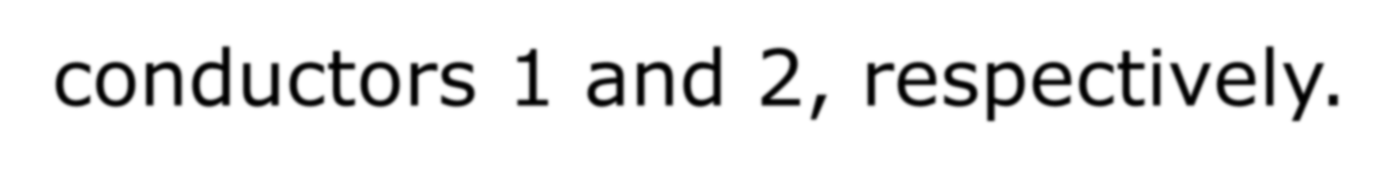 conductors 1 and 2, respectively.